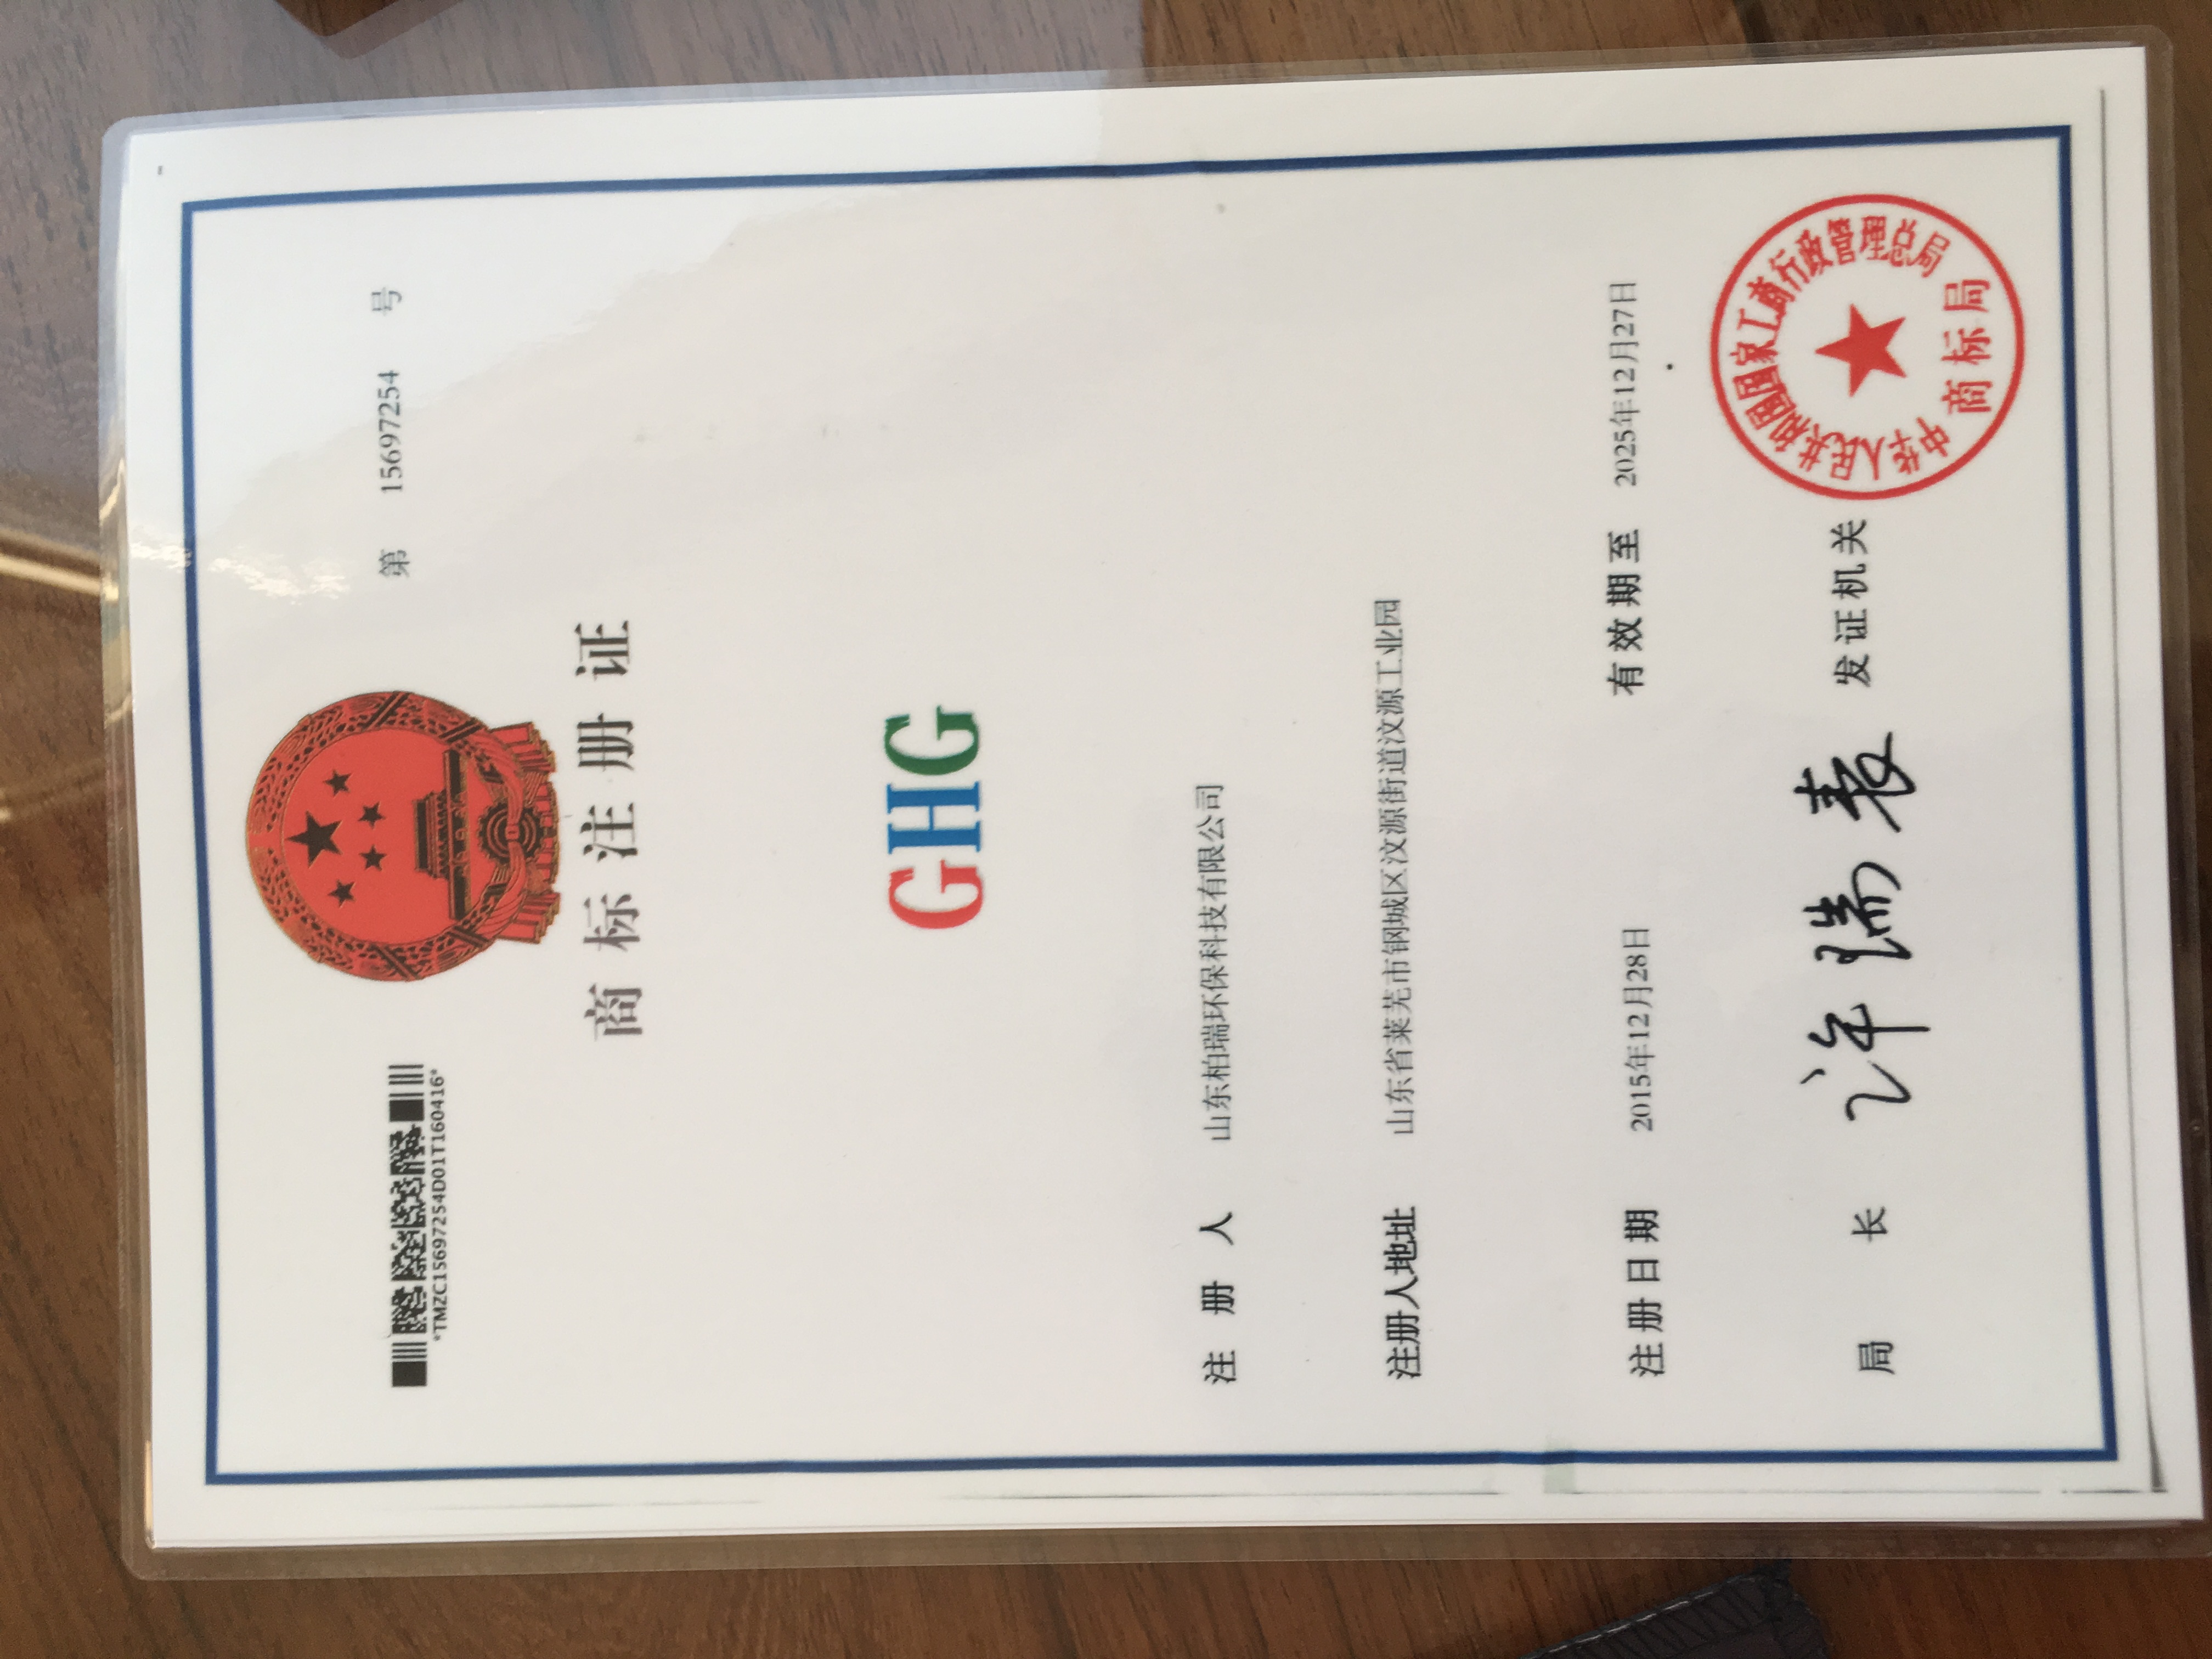 第 15697254 号
*TMZC15697254D01T160416*
商标注册证
GHG
注册人 山东柏瑞环保科技有限公司
注册人地址 山东省莱芜市钢城区汶源街道汶源工业园
注册日期 2015年12月28日 有效期至 2025年12月27日
局长 许瑞表 发证机关
中华人民共和国国家工商行政管理总局
商标局